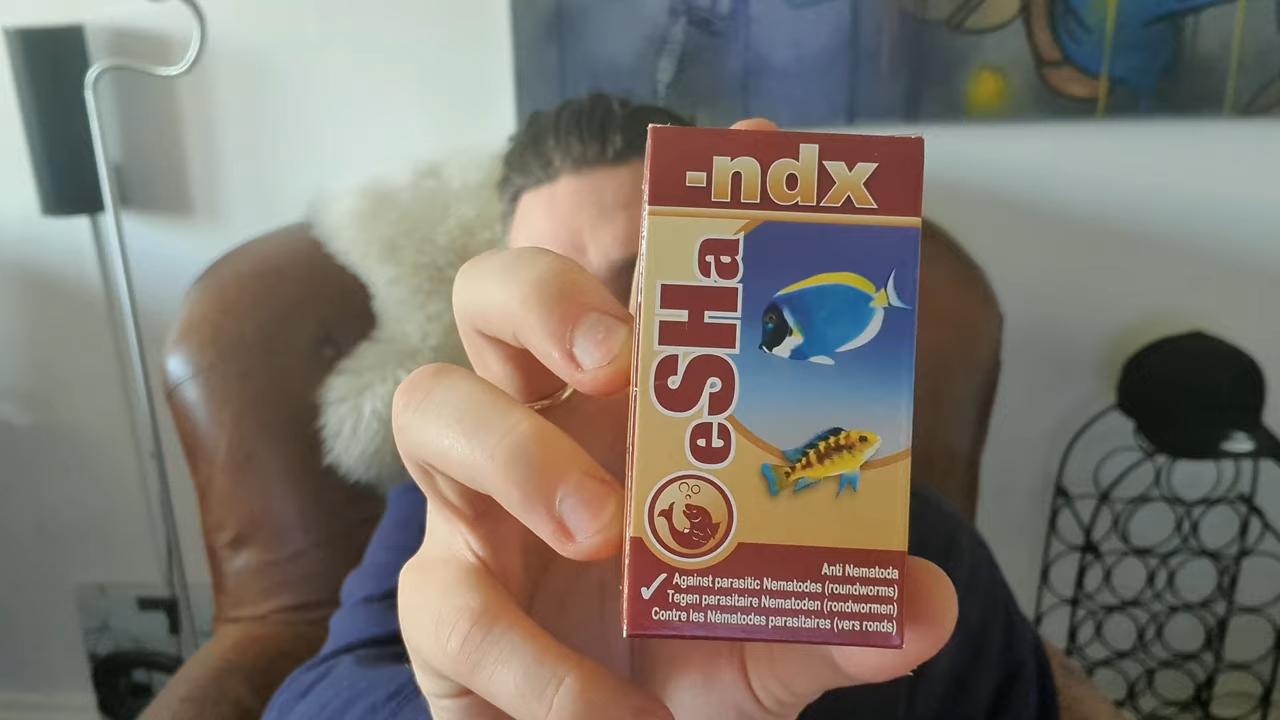 -ndx
eSHa
Anti Nematoda
Against parasitic Nematodes (roundworms)
Tegen parasitaire Nematoden (rondwormen)
Contre les Nématodes parasitaires (vers ronds)